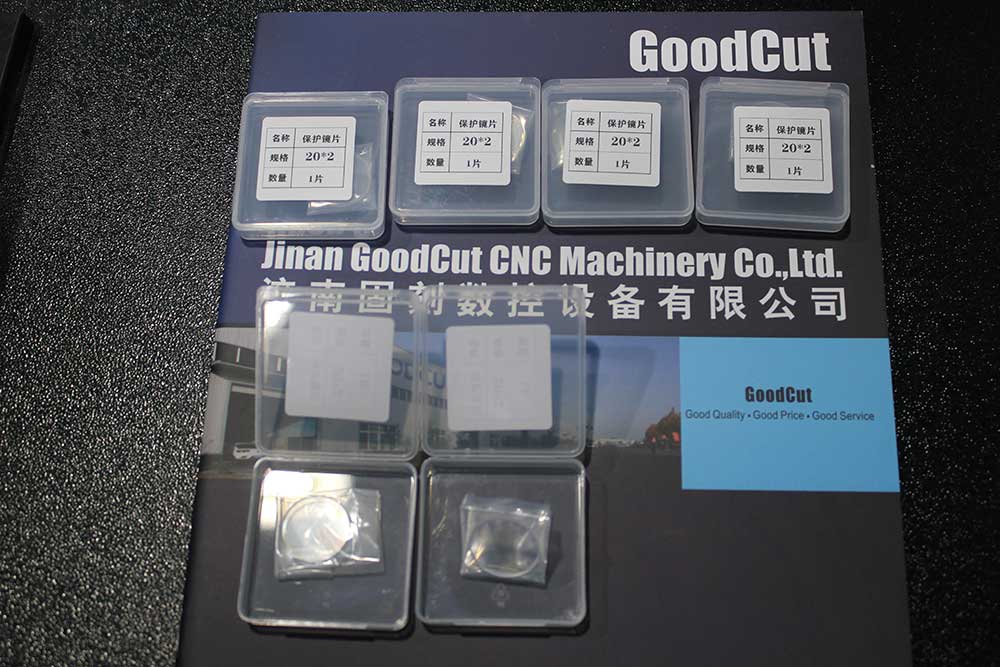 GoodCut
名称 保护镜片
规格 20*2
数量 1片
名称 保护镜片
规格 20*2
数量 1片
名称 保护镜片
规格 20*2
数量 1片
名称 保护镜片
规格 20*2
数量 1片
Jinan GoodCut CNC Machinery Co.,Ltd.
济南固刻数控设备有限公司
GoodCut
Good Quality • Good Price • Good Service